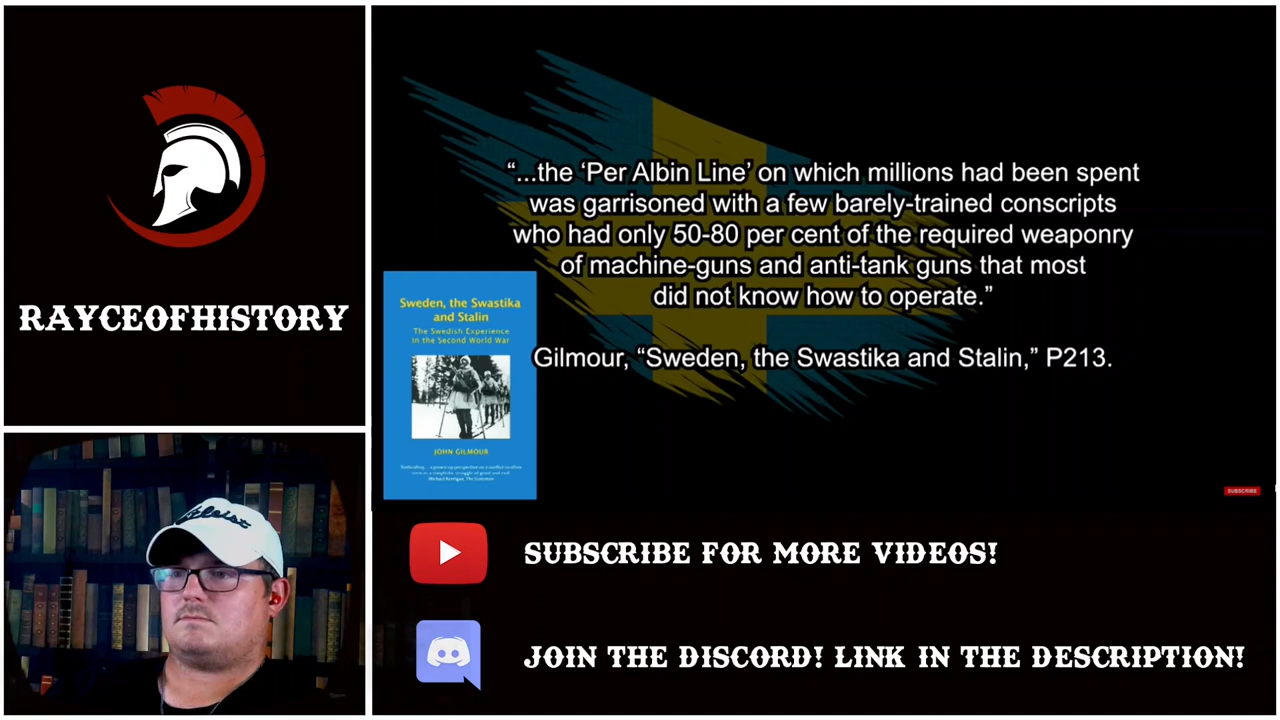 RAYCEOFHISTORY
“...the ‘Per Albin Line’ on which millions had been spent
was garrisoned with a few barely-trained conscripts
who had only 50-80 per cent of the required weaponry
of machine-guns and anti-tank guns that most
did not know how to operate.”
Gilmour, “Sweden, the Swastika and Stalin,” P213.
Sweden, the Swastika
and Stalin
The Swedish Experience
in the Second World War
JOHN GILMOUR
Titleist
SUBSCRIBE
SUBSCRIBE FOR MORE VIDEOS!
JOIN THE DISCORD! LINK IN THE DESCRIPTION!